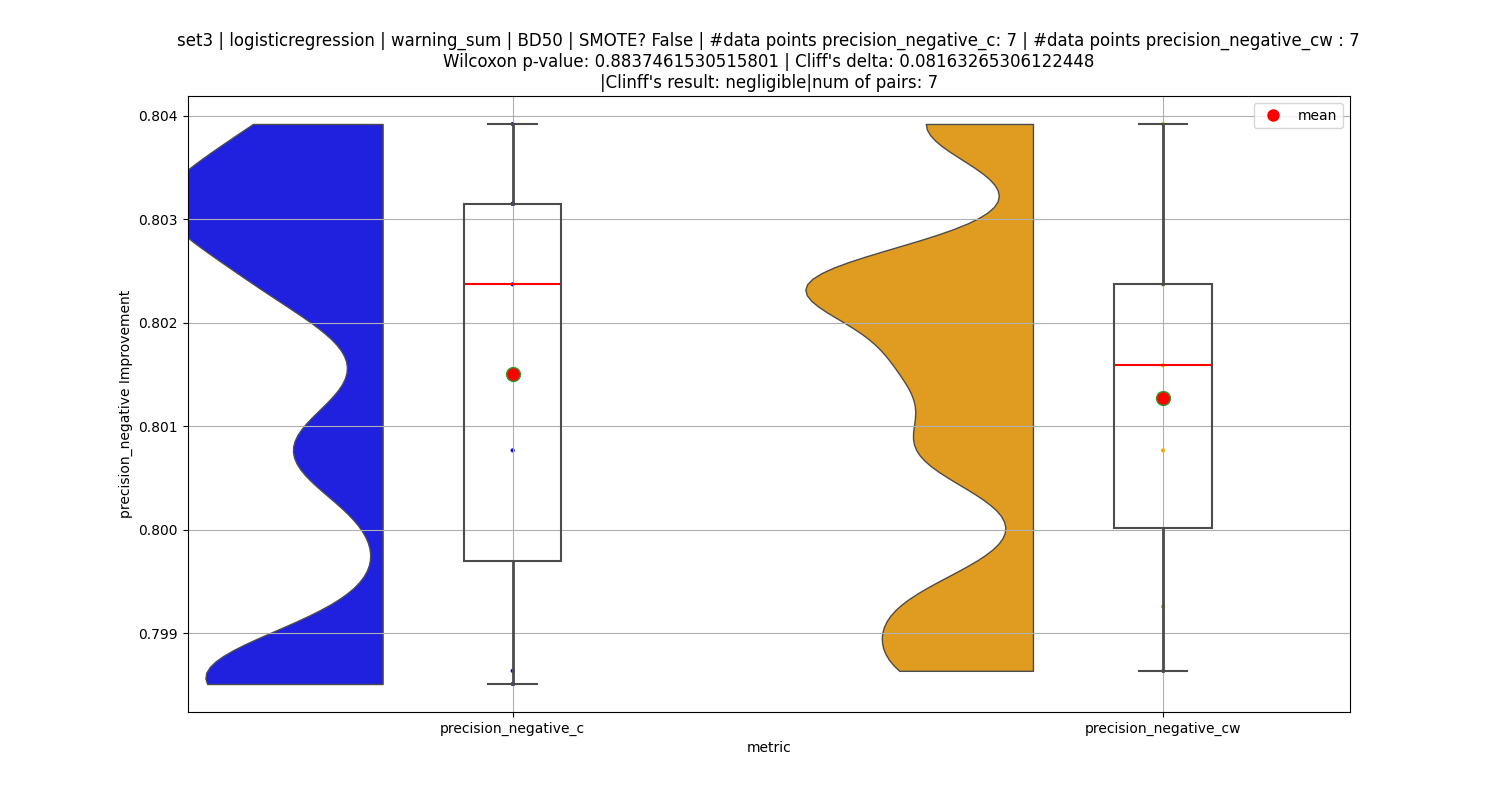 set3 | logisticregression | warning_sum | BD50 | SMOTE? False | #data points precision_negative_c: 7 | #data points precision_negative_cw : 7
Wilcoxon p-value: 0.8837461530515801 | Cliff's delta: 0.08163265306122448
|Clinff's result: negligible|num of pairs: 7
mean
0.804
0.803
0.802
0.801
0.800
0.799
precision_negative Improvement
precision_negative_c
precision_negative_cw
metric